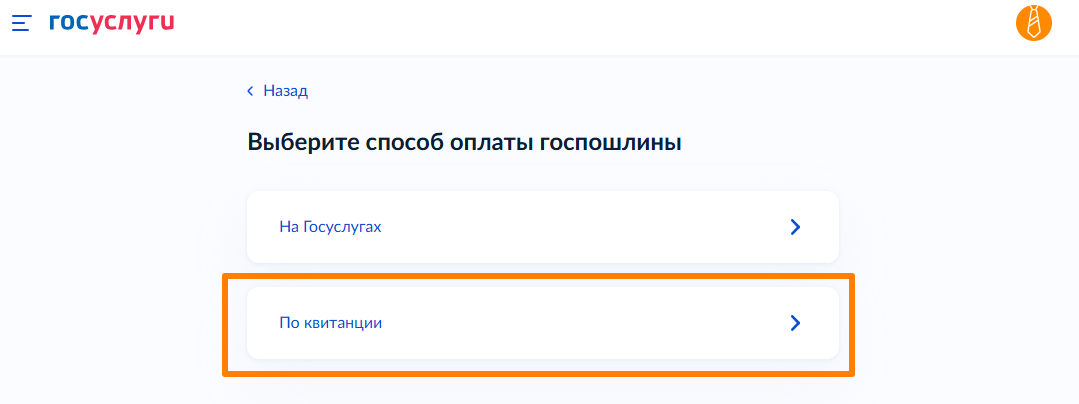 госуслуги
Назад
Выберите способ оплаты госпошлины
На Госуслугах
По квитанции